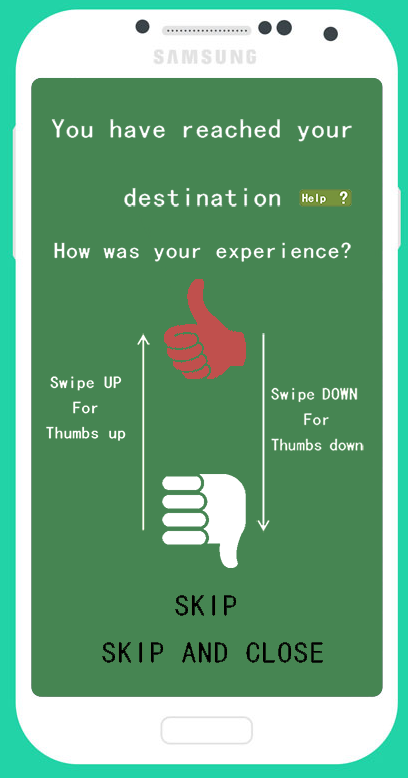 SAMSUNG
You have reached your
destination Help ?
How was your experience?
Swipe UP
For
Thumbs up
Swipe DOWN
For
Thumbs down
SKIP
SKIP AND CLOSE